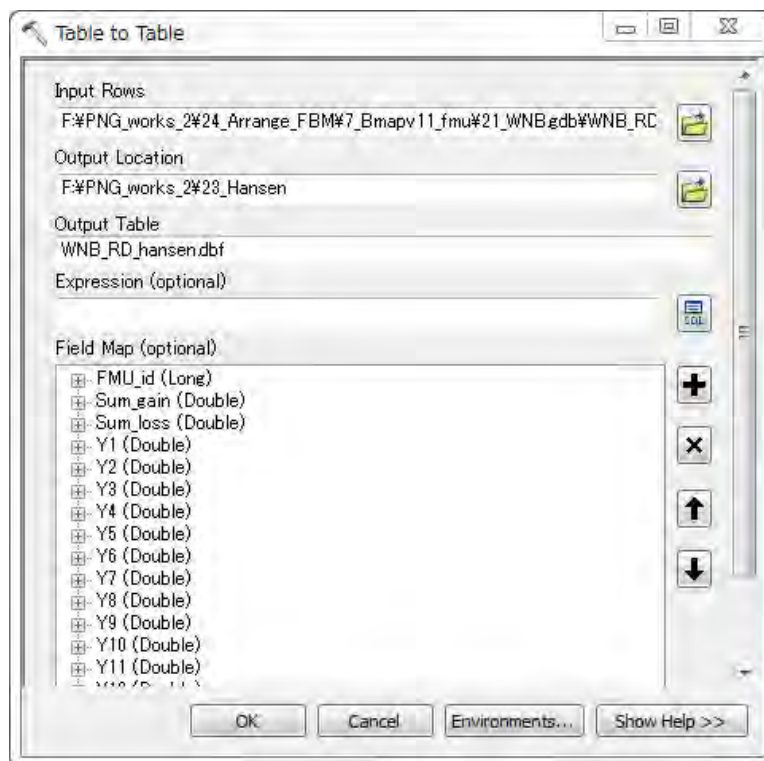 Table to Table
Input Rows
F:¥PNG_works_2¥24_Arrange_FBM¥7_Bmapv11_fmu¥21_WNB.gdb¥WNB_RD
Output Location
F:¥PNG_works_2¥23_Hansen
Output Table
WNB_RD_hansen.dbf
Expression (optional)
SQL
Field Map (optional)
FMU_id (Long)
Sum_gain (Double)
Sum_loss (Double)
Y1 (Double)
Y2 (Double)
Y3 (Double)
Y4 (Double)
Y5 (Double)
Y6 (Double)
Y7 (Double)
Y8 (Double)
Y9 (Double)
Y10 (Double)
Y11 (Double)
OK
Cancel
Environments...
Show Help >>